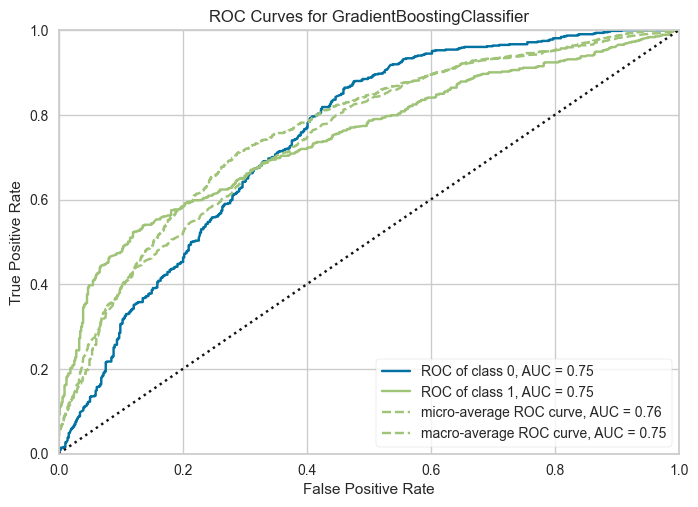 ROC Curves for GradientBoostingClassifier
1.0
0.8
0.6
0.4
0.2
0.0
True Positive Rate
0.0 0.2 0.4 0.6 0.8 1.0
False Positive Rate
ROC of class 0, AUC = 0.75
ROC of class 1, AUC = 0.75
micro-average ROC curve, AUC = 0.76
macro-average ROC curve, AUC = 0.75